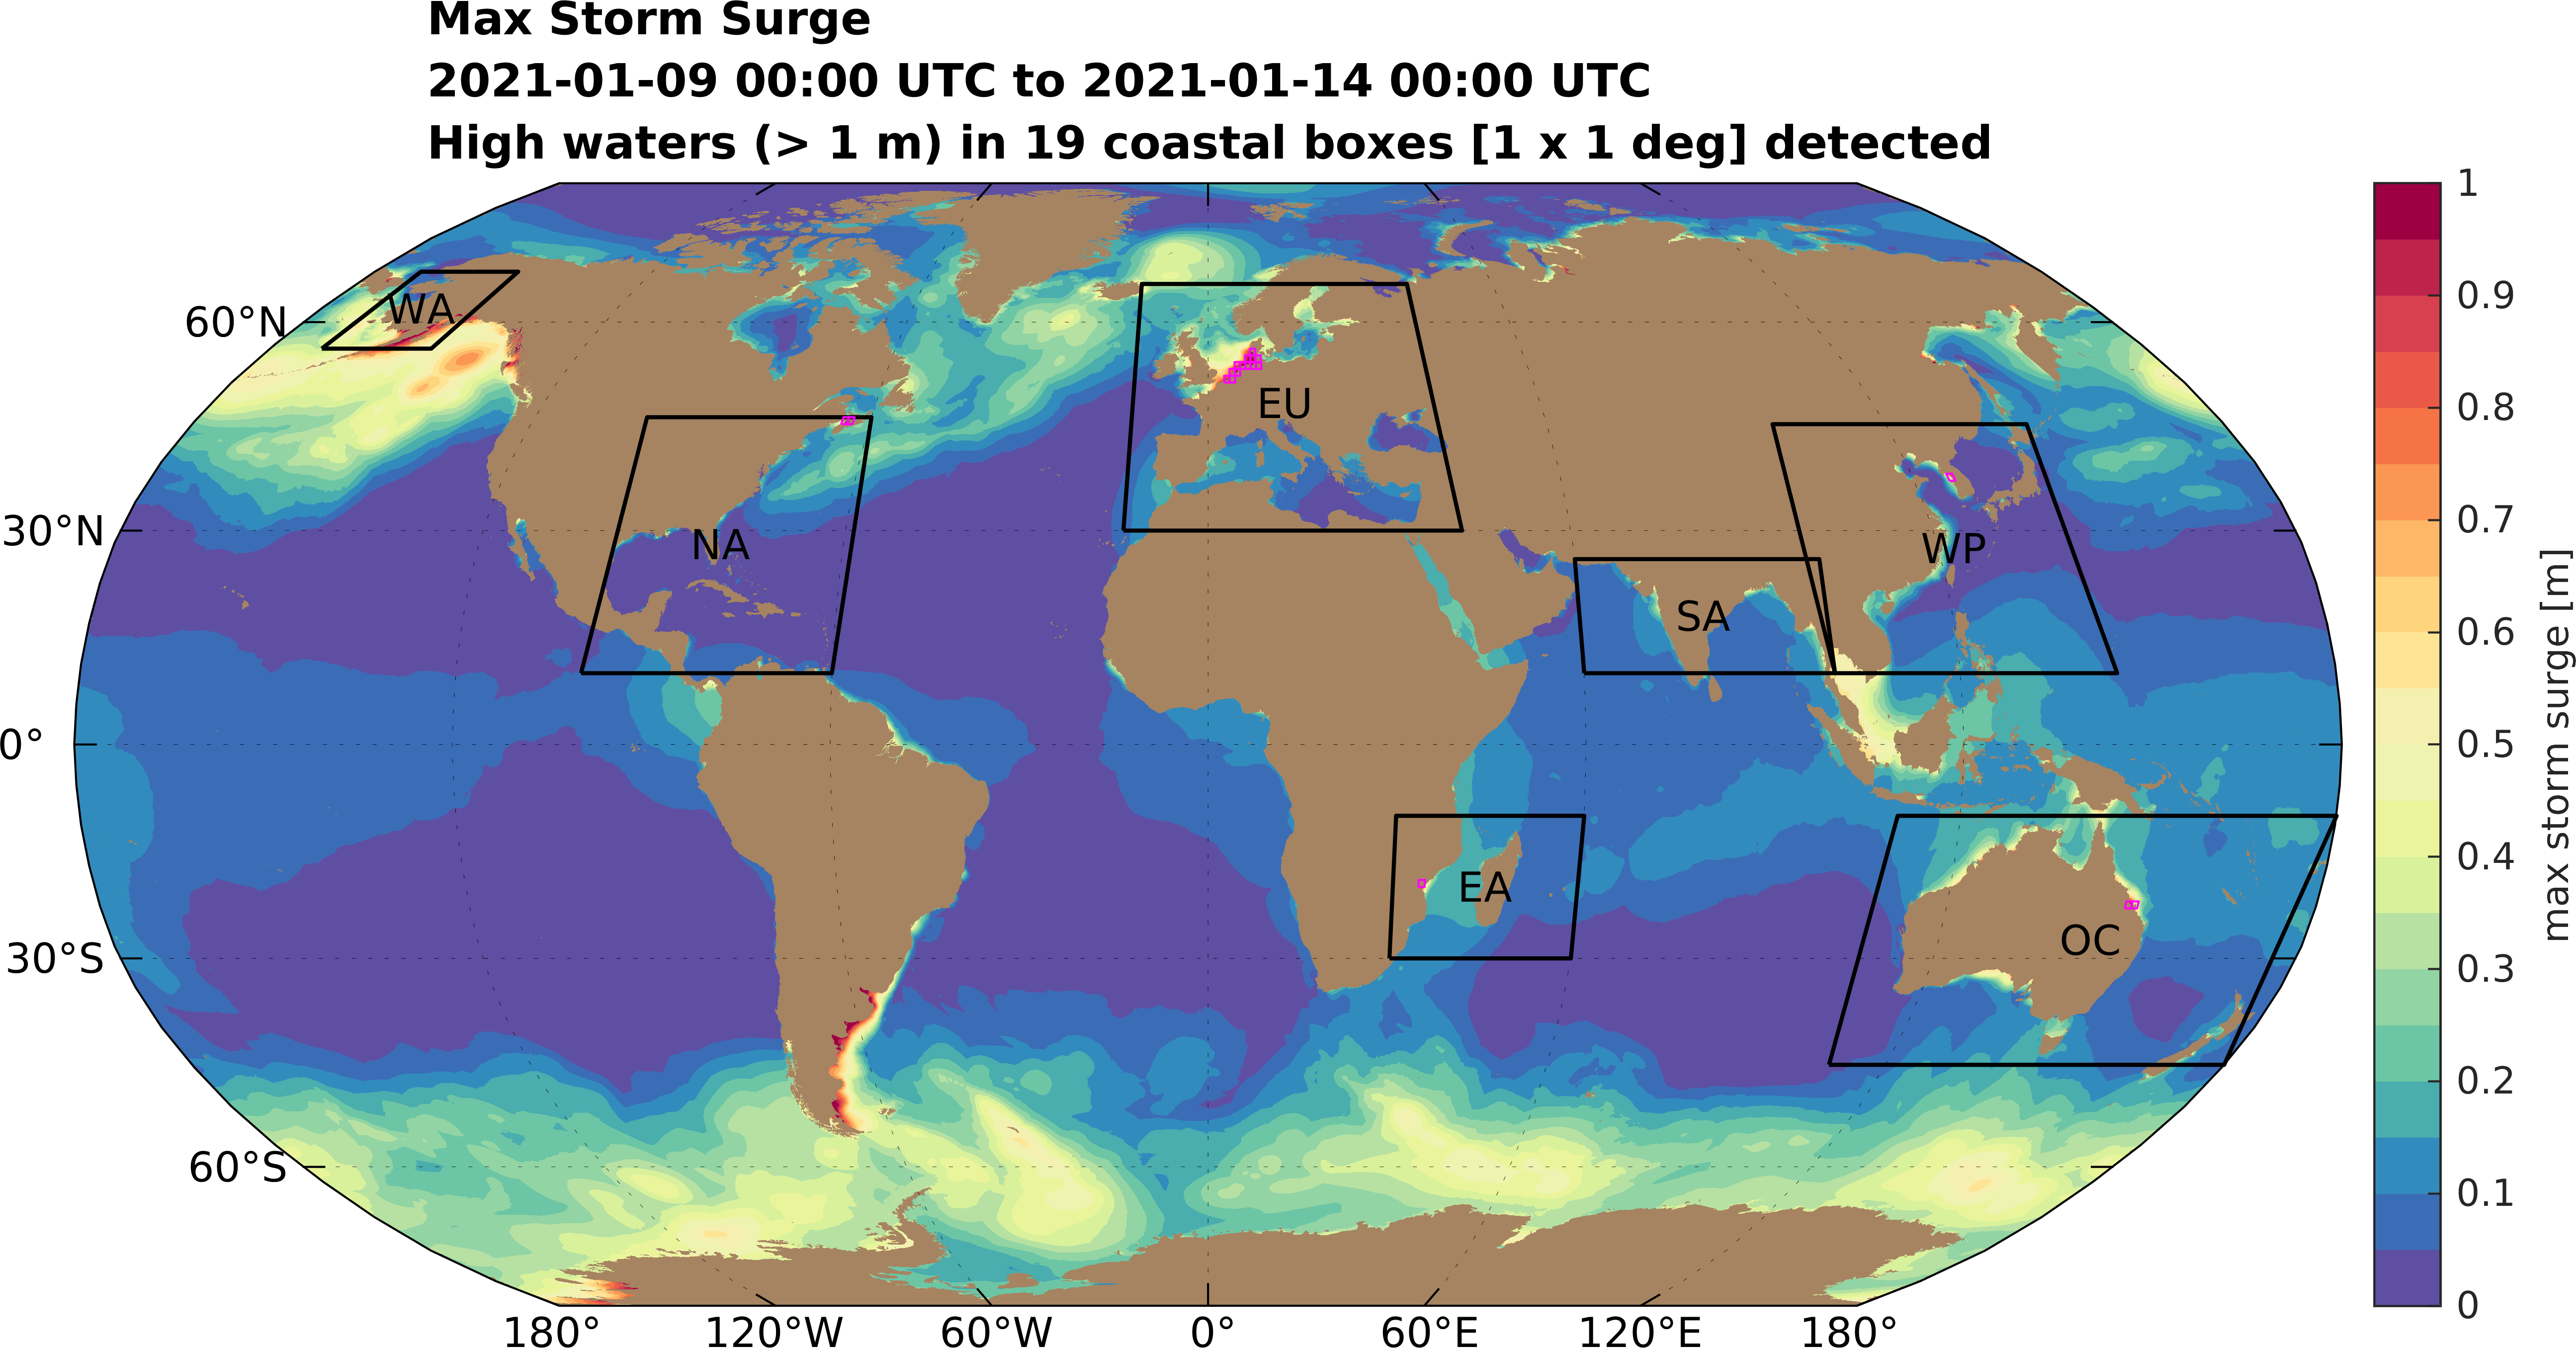 Max Storm Surge
2021-01-09 00:00 UTC to 2021-01-14 00:00 UTC
High waters (> 1 m) in 19 coastal boxes [1 x 1 deg] detected
60°N
30°N
0°
30°S
60°S
WA
NA
EU
SA
WP
EA
OC
180°
120°W
60°W
0°
60°E
120°E
180°
1
0.9
0.8
0.7
0.6
0.5
0.4
0.3
0.2
0.1
0
max storm surge [m]